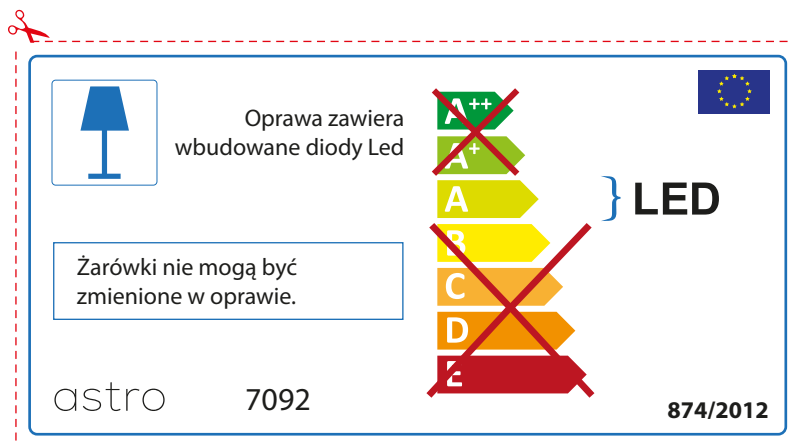 Oprawa zawiera
wbudowane diody Led
A++
A+
A
B
C
D
E
LED
Żarówki nie mogą być
zmienione w oprawie.
astro
7092
874/2012